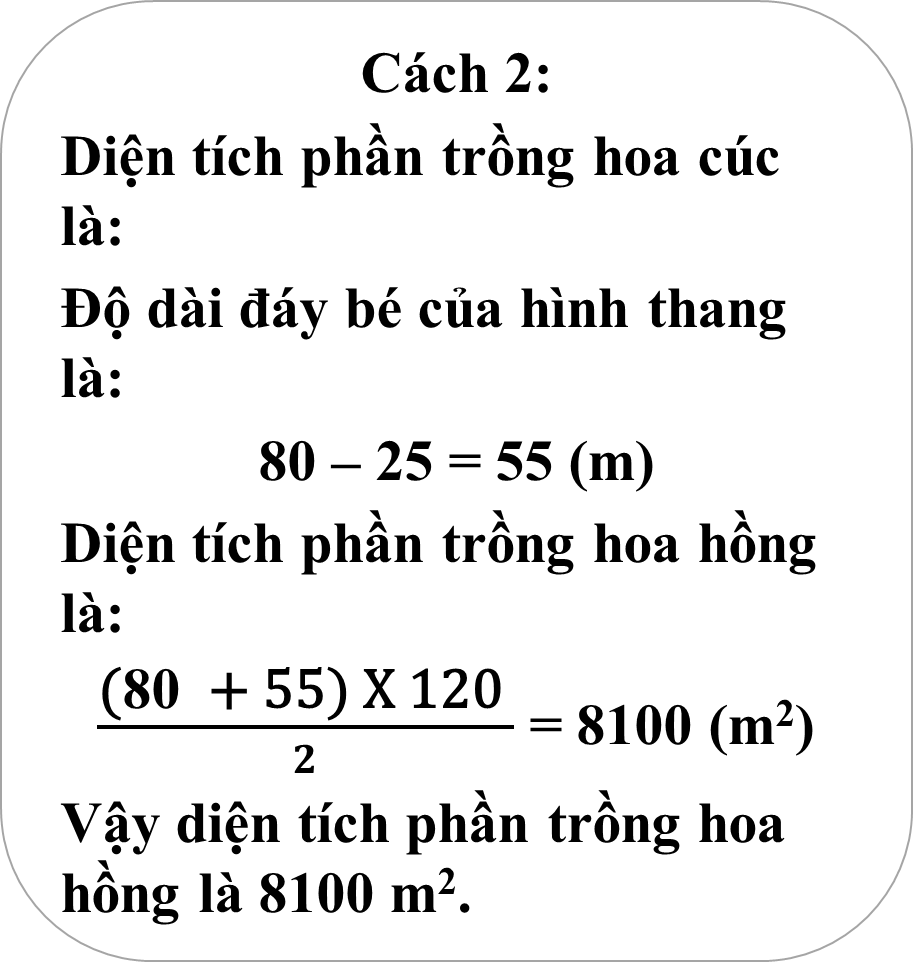 Cách 2:
Diện tích phần trồng hoa cúc
là:
Độ dài đáy bé của hình thang
là:
80 – 25 = 55 (m)
Diện tích phần trồng hoa hồng
là:
(80 + 55) X 120
2
= 8100 (m²)
Vậy diện tích phần trồng hoa
hồng là 8100 m².